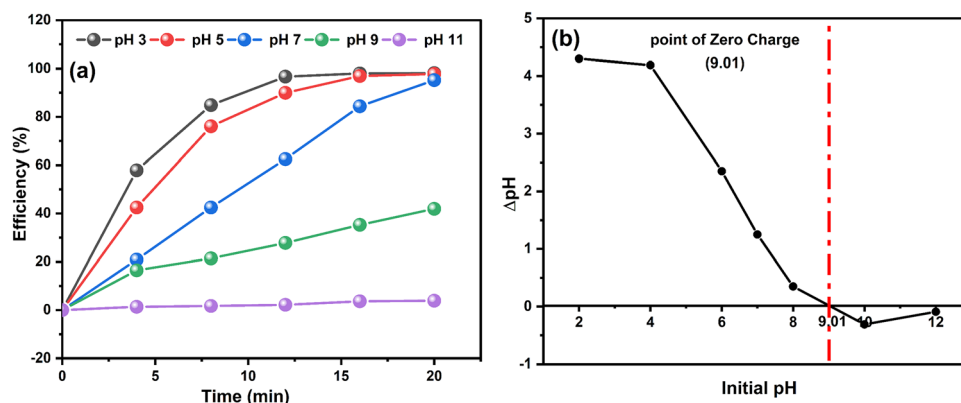 120
pH 3 pH 5 pH 7 pH 9 pH 11
(a)
100
80
60
40
20
0
-20
Efficiency (%)
0 5 10 15 20
Time (min)
(b)
point of Zero Charge
(9.01)
5
4
3
2
1
0
-1
ΔpH
2 4 6 8 9.01 10 12
Initial pH